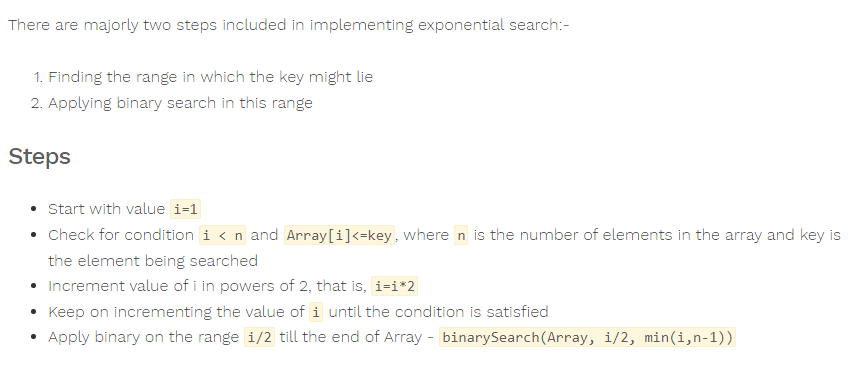 There are majorly two steps included in implementing exponential search:-
1. Finding the range in which the key might lie
2. Applying binary search in this range
Steps
• Start with value i=1
• Check for condition i < n and Array[i]<=key, where n is the number of elements in the array and key is
the element being searched
• Increment value of i in powers of 2, that is, i=i*2
• Keep on incrementing the value of i until the condition is satisfied
• Apply binary on the range i/2 till the end of Array - binarySearch(Array, i/2, min(i,n-1))